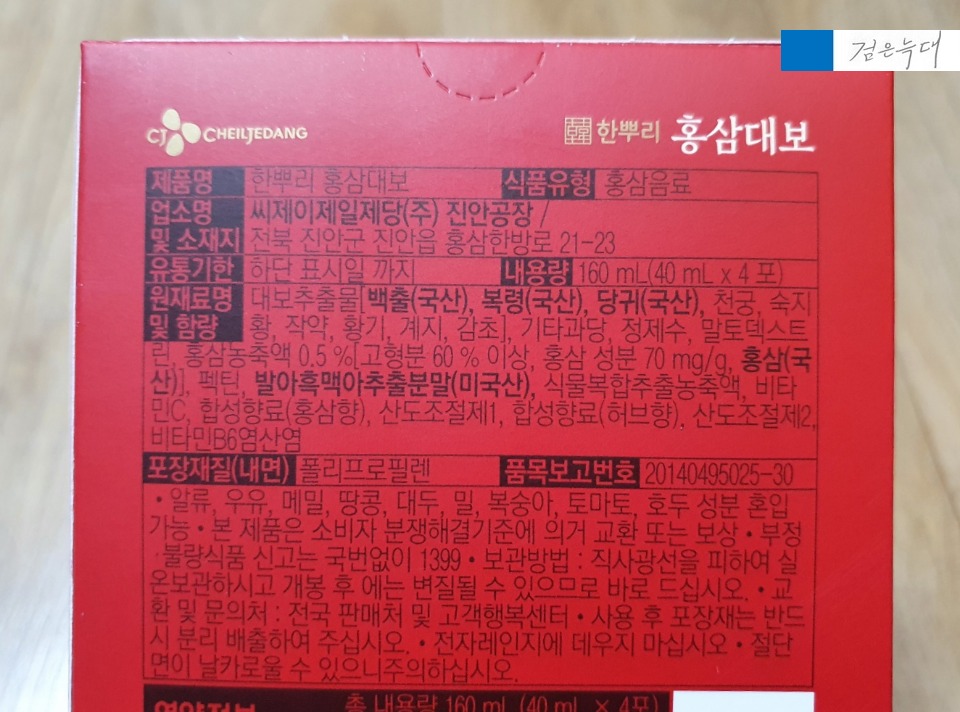 검은늑대
CJ CHEILJEDANG
韓 한뿌리 홍삼대보
제품명 한뿌리 홍삼대보 식품유형 홍삼음료
업소명 씨제이제일제당(주) 진안공장 /
및 소재지 전북 진안군 진안읍 홍삼한방로 21-23
유통기한 하단 표시일 까지 내용량 160 mL(40 mL x 4 포)
원재료명 대보추출물[백출(국산), 복령(국산), 당귀(국산), 천궁, 숙지
및 함량 황, 작약, 황기, 계지, 감초], 기타과당, 정제수, 말토덱스트
린, 홍삼농축액 0.5 %[고형분 60 % 이상, 홍삼 성분 70 mg/g, 홍삼(국
산)], 펙틴, 발아흑맥아추출분말(미국산), 식물복합추출농축액, 비타
민C, 합성향료(홍삼향), 산도조절제1, 합성향료(허브향), 산도조절제2,
비타민B6염산염
포장재질(내면) 폴리프로필렌 품목보고번호 20140495025-30
• 알류, 우유, 메밀, 땅콩, 대두, 밀, 복숭아, 토마토, 호두 성분 혼입
가능 • 본 제품은 소비자 분쟁해결기준에 의거 교환 또는 보상 • 부정
·불량식품 신고는 국번없이 1399 • 보관방법 : 직사광선을 피하여 실
온보관하시고 개봉 후 에는 변질될 수 있으므로 바로 드십시오. • 교
환 및 문의처 : 전국 판매처 및 고객행복센터 • 사용 후 포장재는 반드
시 분리 배출하여 주십시오. • 전자레인지에 데우지 마십시오 • 절단
면이 날카로울 수 있으니주의하십시오.
영양정보 총 내용량 160 mL (40 mL × 4포)